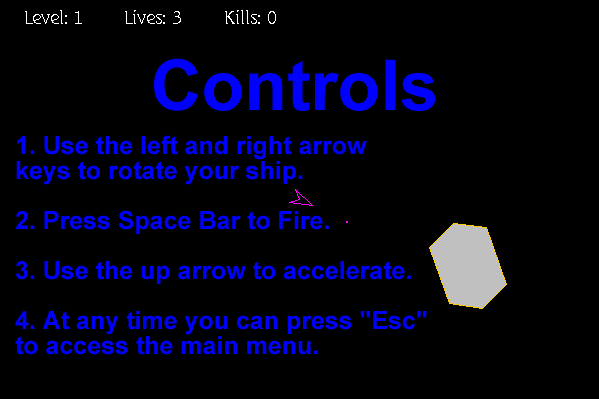 Level: 1 Lives: 3 Kills: 0
Controls
1. Use the left and right arrow
keys to rotate your ship.
2. Press Space Bar to Fire.
3. Use the up arrow to accelerate.
4. At any time you can press "Esc"
to access the main menu.